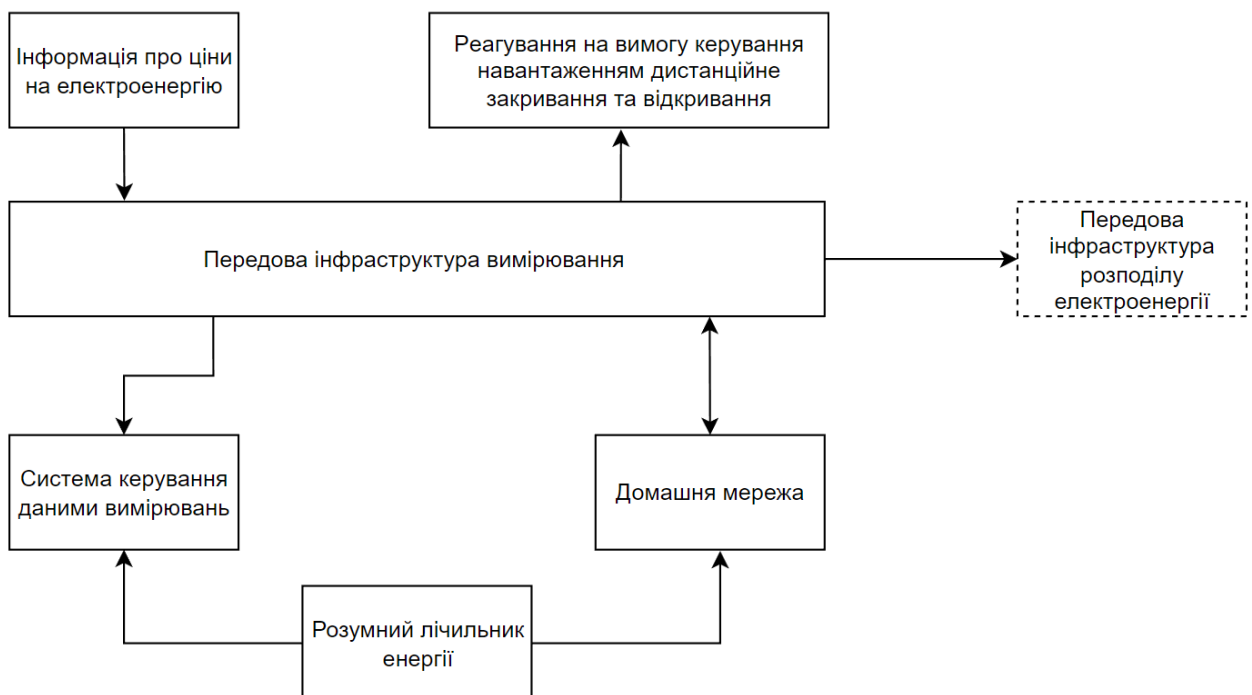 Інформація про ціни
на електроенергію
Реагування на вимогу керування
навантаженням дистанційне
закривання та відкривання
Передова інфраструктура вимірювання
Передова
інфраструктура
розподілу
електроенергії
Система керування
даними вимірювань
Домашня мережа
Розумний лічильник
енергії